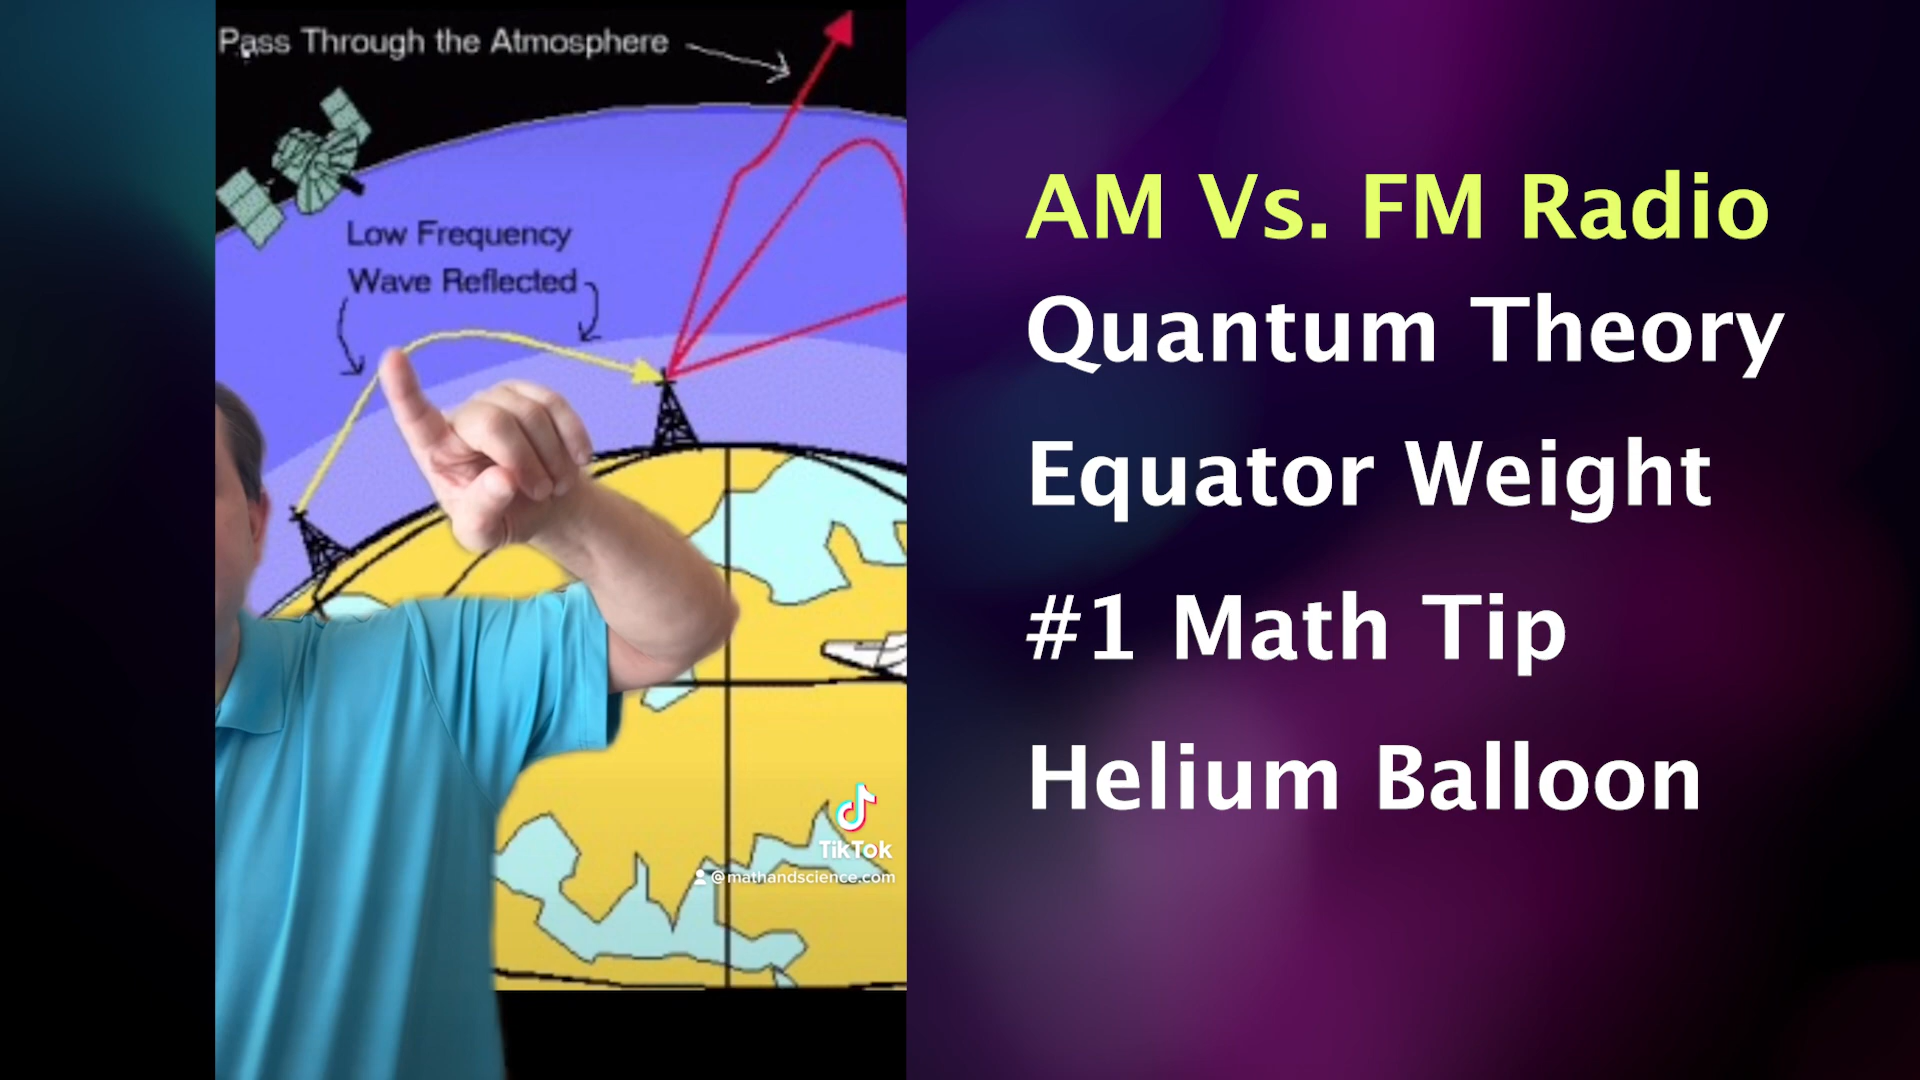 Pass Through the Atmosphere
Low Frequency
Wave Reflected
TikTok
@mathandscience.com
AM Vs. FM Radio
Quantum Theory
Equator Weight
#1 Math Tip
Helium Balloon